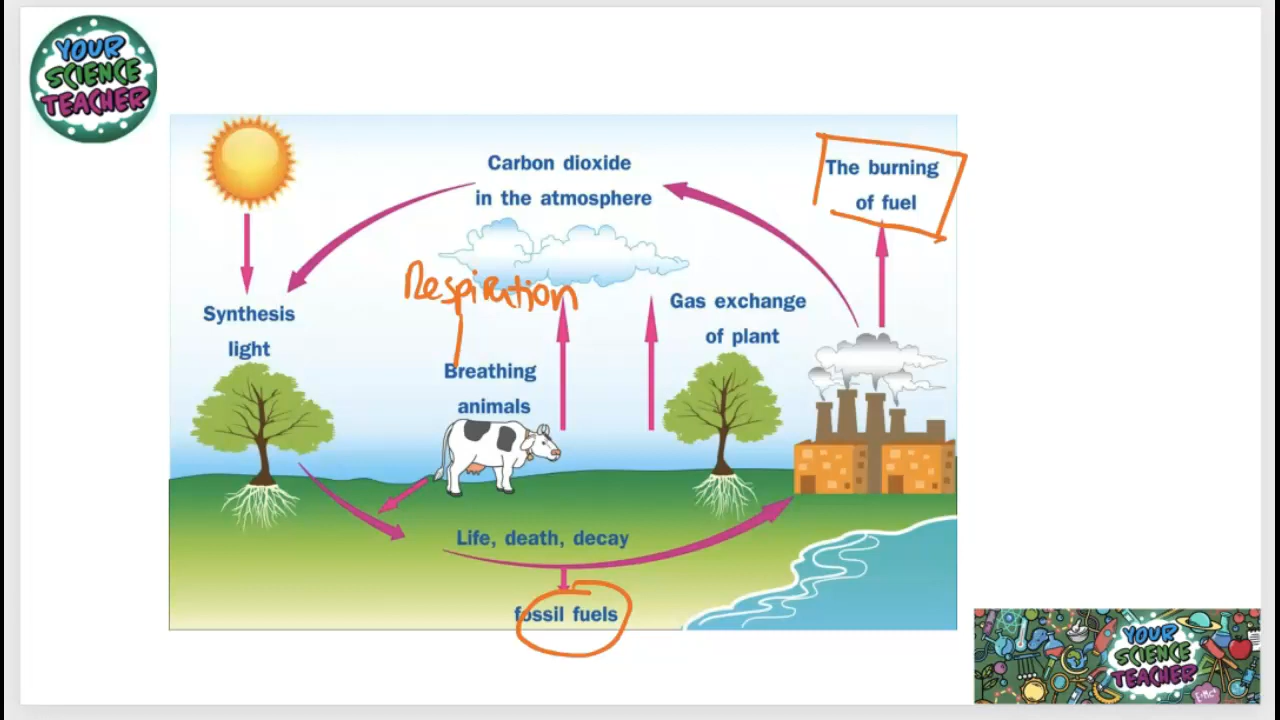 YOUR
SCIENCE
TEACHER
Carbon dioxide
in the atmosphere
The burning
of fuel
Respiration
Synthesis
light
Gas exchange
of plant
Breathing
animals
Life, death, decay
fossil fuels
YOUR
SCIENCE
TEACHER
E=MC²